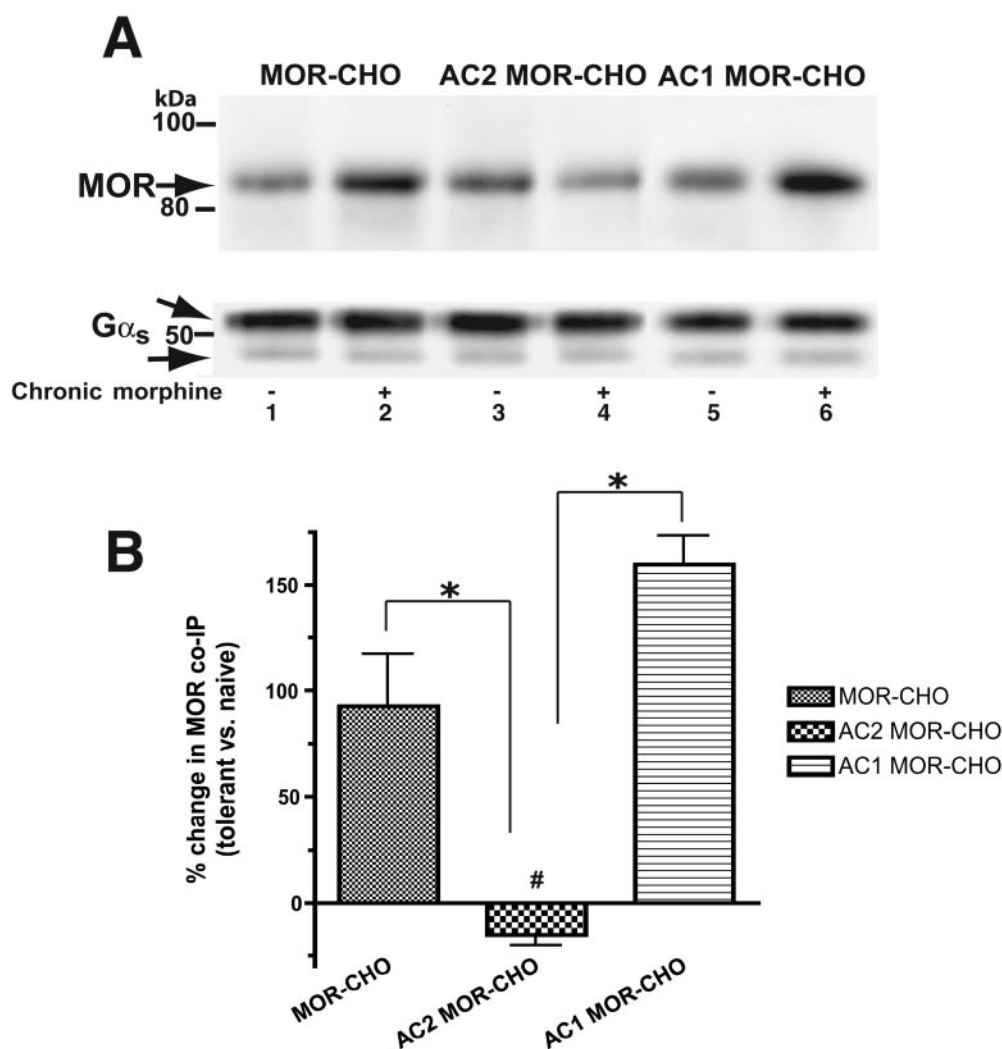 A
MOR-CHO AC2 MOR-CHO AC1 MOR-CHO
kDa
100
MOR
80
Gαs 50
Chronic morphine - + - + - +
1 2 3 4 5 6
B
% change in MOR co-IP
(tolerant vs. naive)
150
100
50
0
*
*
#
MOR-CHO
AC2 MOR-CHO
AC1 MOR-CHO
MOR-CHO
AC2 MOR-CHO
AC1 MOR-CHO